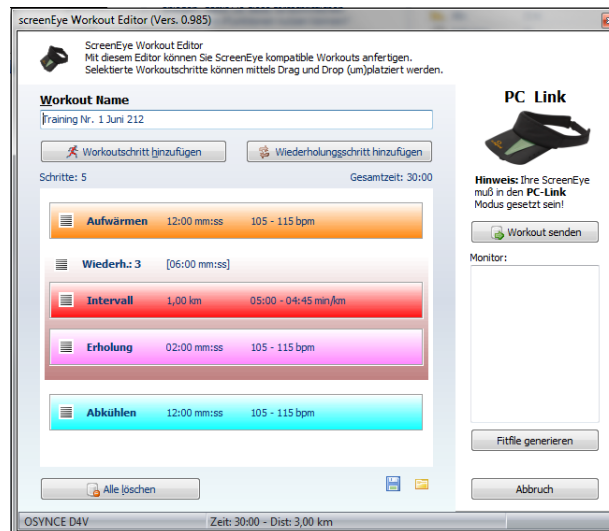 screenEye Workout Editor (Vers. 0.985)
ScreenEye Workout Editor
Mit diesem Editor können Sie ScreenEye kompatible Workouts anfertigen.
Selektierte Workoutschritte können mittels Drag und Drop (um)platziert werden.
Workout Name
Training Nr. 1 Juni 212
Workoutschritt hinzufügen
Wiederholungsschritt hinzufügen
Schritte: 5
Gesamtzeit: 30:00
Aufwärmen 12:00 mm:ss 105 - 115 bpm
Wiederh.: 3 [06:00 mm:ss]
Intervall 1,00 km 05:00 - 04:45 min/km
Erholung 02:00 mm:ss 105 - 115 bpm
Abkühlen 12:00 mm:ss 105 - 115 bpm
Alle löschen
PC Link
Hinweis: Ihre ScreenEye
muß in den PC-Link
Modus gesetzt sein!
Workout senden
Monitor:
Fitfile generieren
Abbruch
OSYNCE D4V
Zeit: 30:00 - Dist: 3,00 km